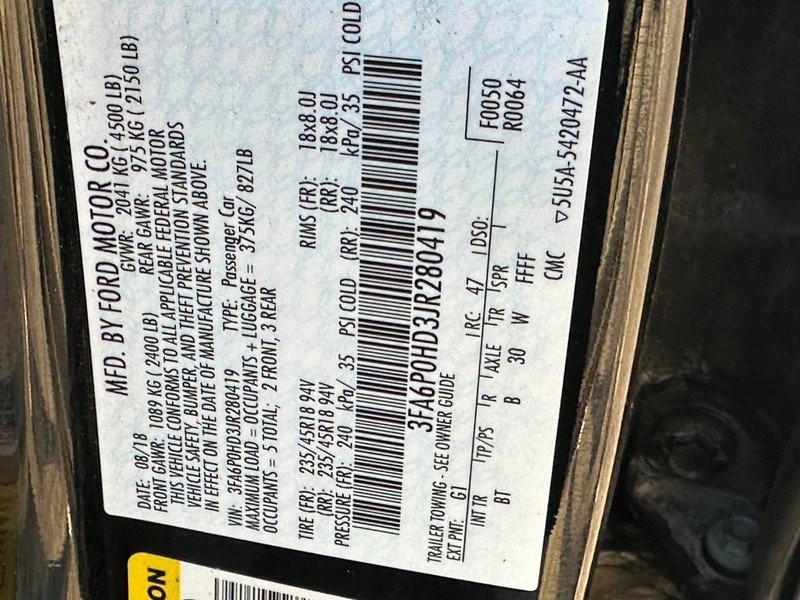 MFD. BY FORD MOTOR CO.
DATE: 08/18 GVWR: 2041 KG ( 4500 LB)
FRONT GAWR: 1089 KG ( 2400 LB) REAR GAWR: 975 KG ( 2150 LB)
THIS VEHICLE CONFORMS TO ALL APPLICABLE FEDERAL MOTOR
VEHICLE SAFETY, BUMPER, AND THEFT PREVENTION STANDARDS
IN EFFECT ON THE DATE OF MANUFACTURE SHOWN ABOVE.
VIN: 3FA6P0HD3JR280419 TYPE: Passenger Car
MAXIMUM LOAD = OCCUPANTS + LUGGAGE = 375KG/ 827LB
OCCUPANTS = 5 TOTAL; 2 FRONT, 3 REAR
TIRE (FR): 235/45R18 94V RIMS (FR): 18x8.0J
(RR): 235/45R18 94V (RR): 18x8.0J
PRESSURE (FR): 240 kPa/ 35 PSI COLD (RR): 240 kPa/ 35 PSI COLD
3FA6P0HD3JR280419
TRAILER TOWING - SEE OWNER GUIDE
EXT PNT: G1 RC: 47 DSO: F0050
R0064
INT TR TP/PS R AXLE TR SPR
BT B 30 W FFFF
CMC ▽5U5A-5420472-AA
ON